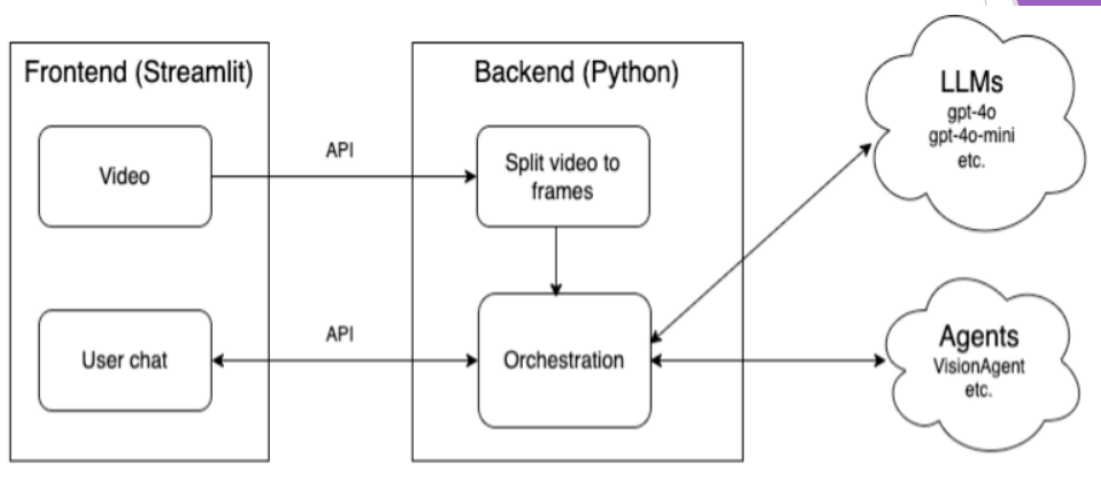 Frontend (Streamlit)
Video
User chat
API
API
Backend (Python)
Split video to
frames
Orchestration
LLMs
gpt-4o
gpt-4o-mini
etc.
Agents
VisionAgent
etc.